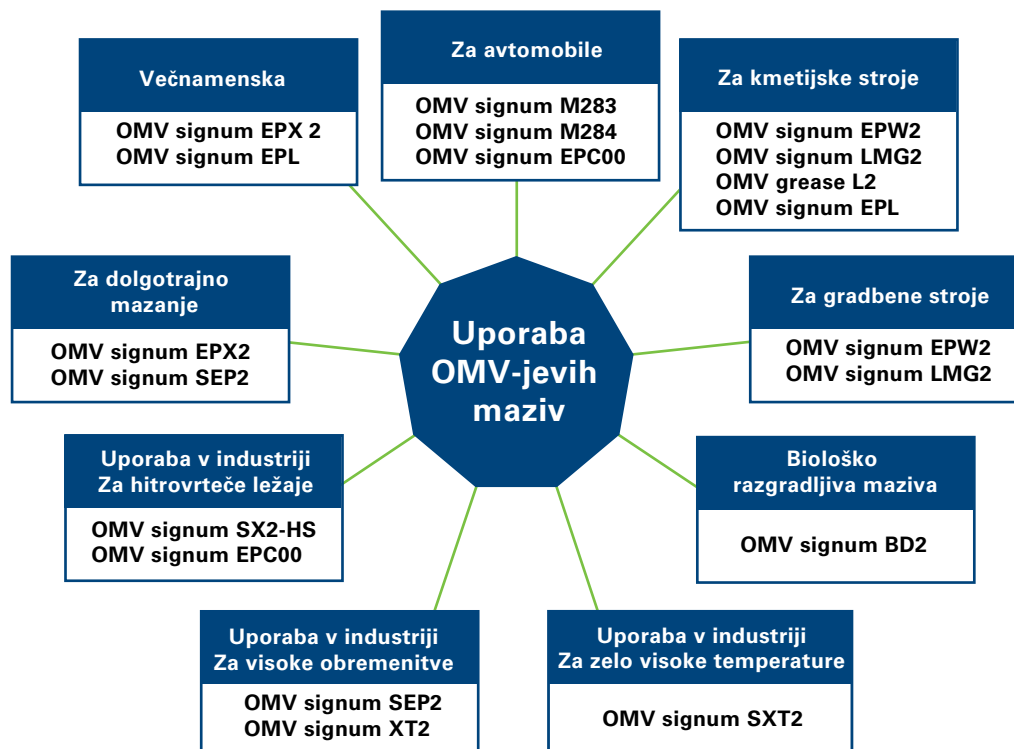 Večnamenska
OMV signum EPX 2
OMV signum EPL
Za avtomobile
OMV signum M283
OMV signum M284
OMV signum EPC00
Za kmetijske stroje
OMV signum EPW2
OMV signum LMG2
OMV grease L2
OMV signum EPL
Za dolgotrajno
mazanje
OMV signum EPX2
OMV signum SEP2
Uporaba
OMV-jevih
maziv
Za gradbene stroje
OMV signum EPW2
OMV signum LMG2
Uporaba v industriji
Za hitrovrteče ležaje
OMV signum SX2-HS
OMV signum EPC00
Biološko
razgradljiva maziva
OMV signum BD2
Uporaba v industriji
Za visoke obremenitve
OMV signum SEP2
OMV signum XT2
Uporaba v industriji
Za zelo visoke temperature
OMV signum SXT2